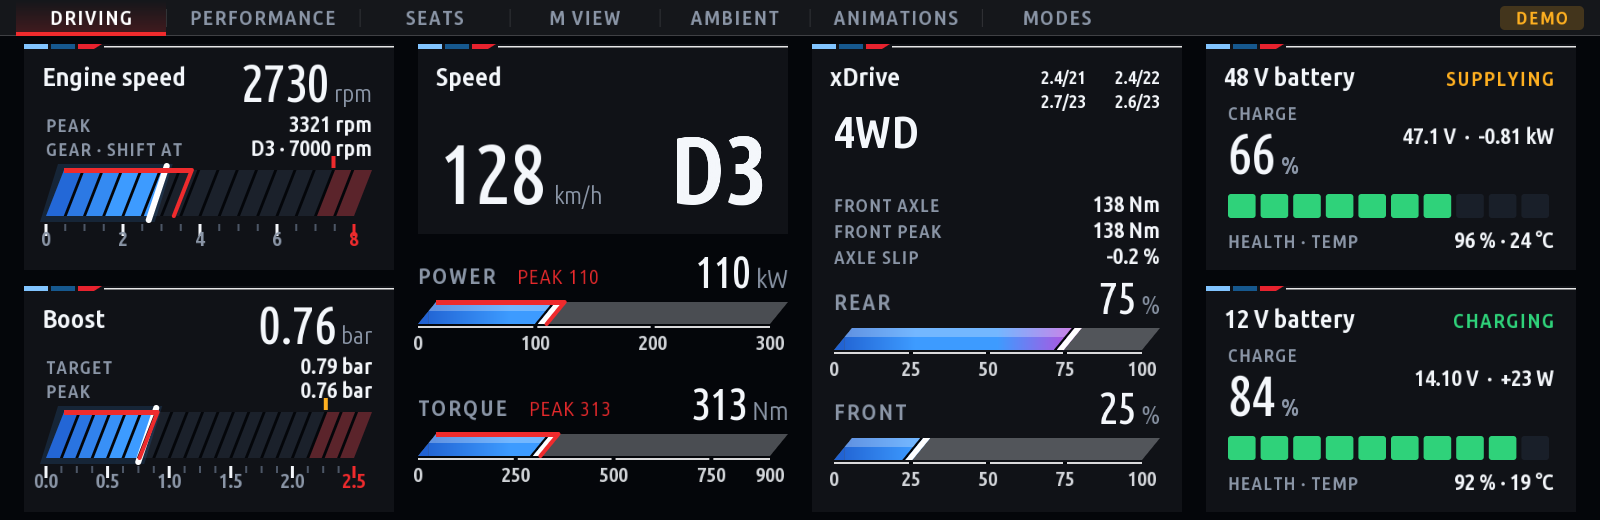 DRIVING PERFORMANCE SEATS M VIEW AMBIENT ANIMATIONS MODES DEMO
Engine speed 2730 rpm
PEAK 3321 rpm
GEAR · SHIFT AT D3 · 7000 rpm
0 2 4 6 8
Boost 0.76 bar
TARGET 0.79 bar
PEAK 0.76 bar
0.0 0.5 1.0 1.5 2.0 2.5
Speed
128 km/h D3
POWER PEAK 110 110 kW
0 100 200 300
TORQUE PEAK 313 313 Nm
0 250 500 750 900
xDrive 2.4/21 2.4/22
2.7/23 2.6/23
4WD
FRONT AXLE 138 Nm
FRONT PEAK 138 Nm
AXLE SLIP -0.2 %
REAR 75 %
0 25 50 75 100
FRONT 25 %
0 25 50 75 100
48 V battery SUPPLYING
CHARGE
66 % 47.1 V · -0.81 kW
HEALTH · TEMP 96 % · 24 °C
12 V battery CHARGING
CHARGE
84 % 14.10 V · +23 W
HEALTH · TEMP 92 % · 19 °C